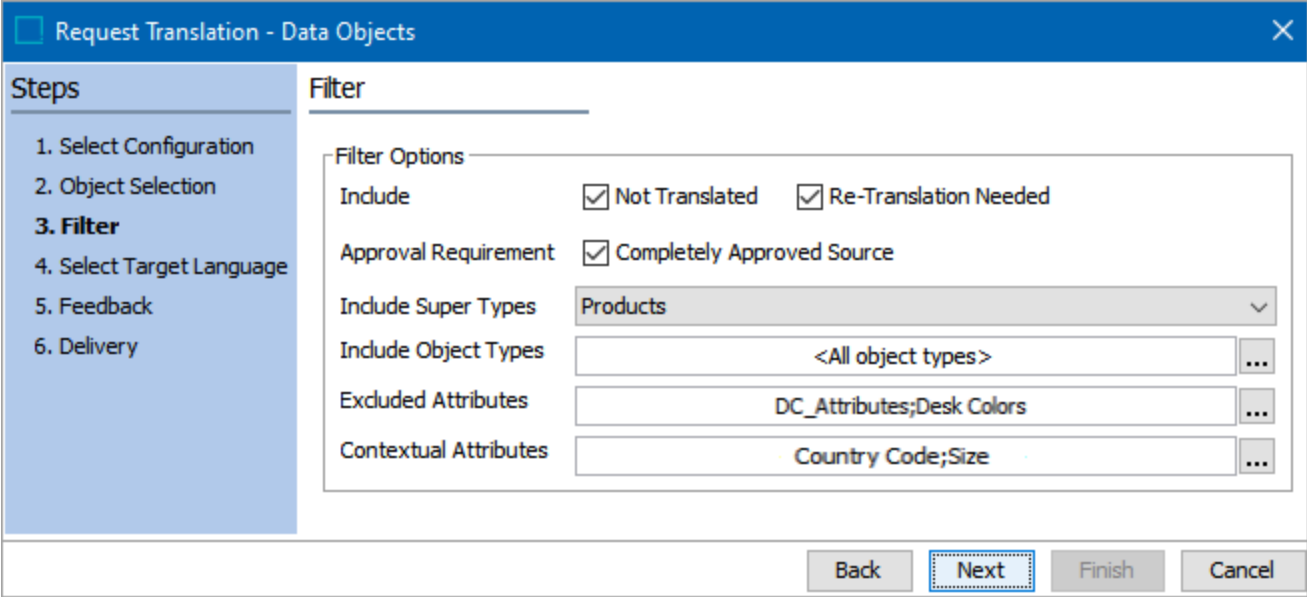 Request Translation - Data Objects
Steps
1. Select Configuration
2. Object Selection
3. Filter
4. Select Target Language
5. Feedback
6. Delivery
Filter
Filter Options
Include Not Translated Re-Translation Needed
Approval Requirement Completely Approved Source
Include Super Types Products
Include Object Types <All object types> ...
Excluded Attributes DC_Attributes;Desk Colors ...
Contextual Attributes Country Code;Size ...
Back Next Finish Cancel